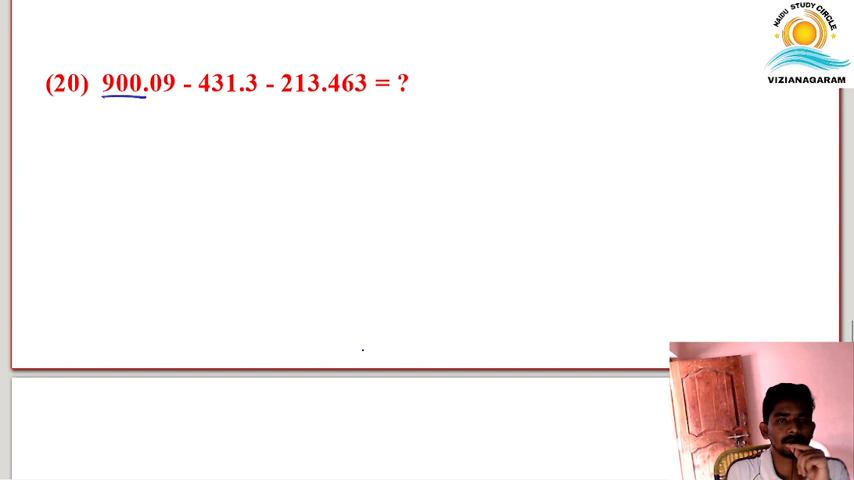 NAIDU STUDY CIRCLE
VIZIANAGARAM
(20) 900.09 - 431.3 - 213.463 = ?